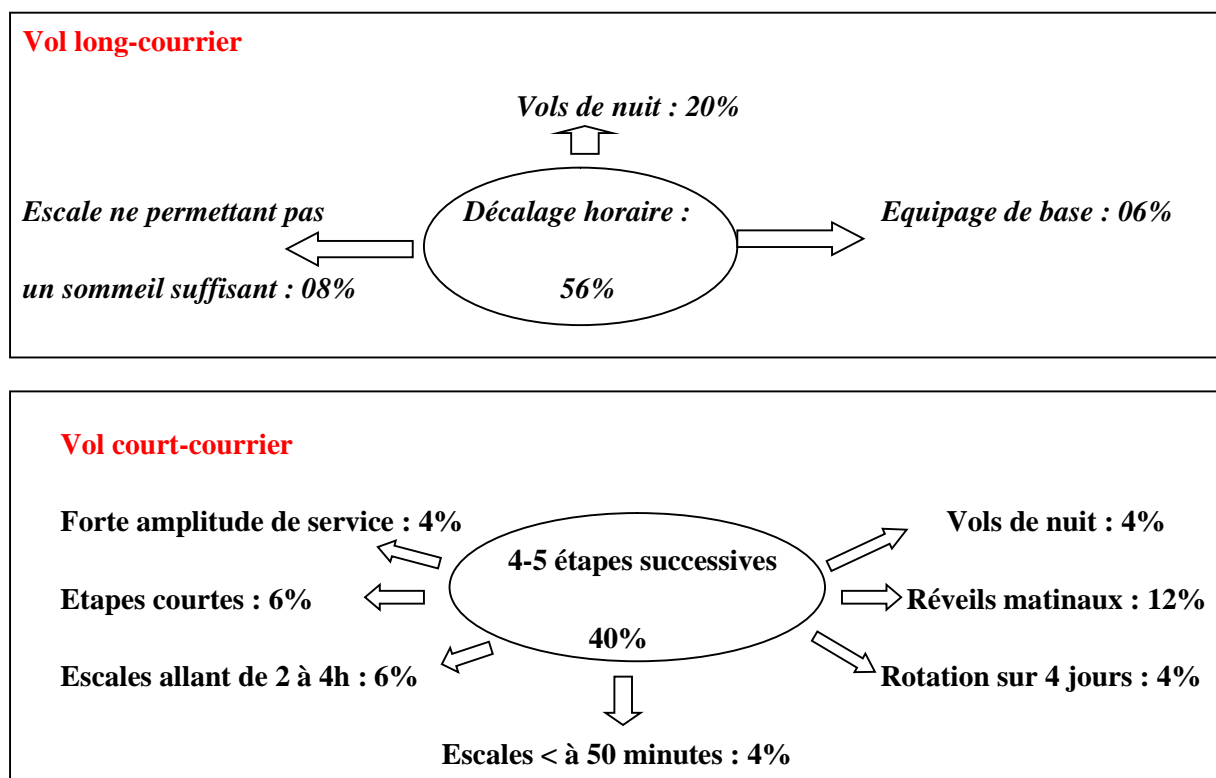 Vol long-courrier
Vols de nuit : 20%
Escale ne permettant pas
un sommeil suffisant : 08%
Décalage horaire :
56%
Equipage de base : 06%
Vol court-courrier
Forte amplitude de service : 4%
Etapes courtes : 6%
Escales allant de 2 à 4h : 6%
4-5 étapes successives
40%
Vols de nuit : 4%
Réveils matinaux : 12%
Rotation sur 4 jours : 4%
Escales < à 50 minutes : 4%